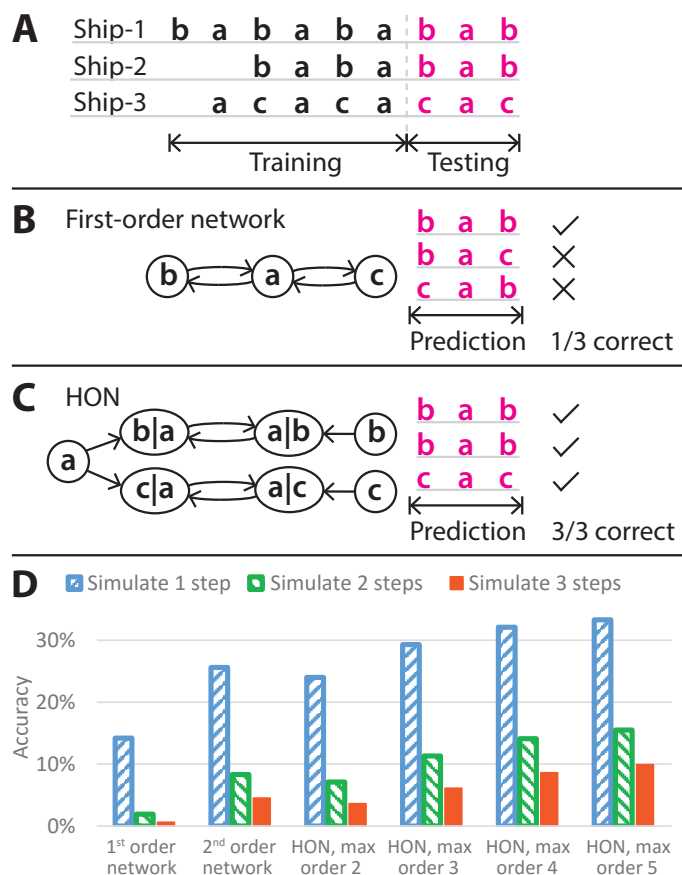 A
Ship-1 b a b a b a b a b
Ship-2 b a b a b a b
Ship-3 a c a c a c a c
Training Testing
B First-order network
b a c
b a b ✓
b a c ✕
c a b ✕
Prediction 1/3 correct
C HON
a b|a a|b b
c|a a|c c
b a b ✓
b a b ✓
c a c ✓
Prediction 3/3 correct
D Simulate 1 step Simulate 2 steps Simulate 3 steps
Accuracy
30%
20%
10%
0%
1st order network
2nd order network
HON, max order 2
HON, max order 3
HON, max order 4
HON, max order 5